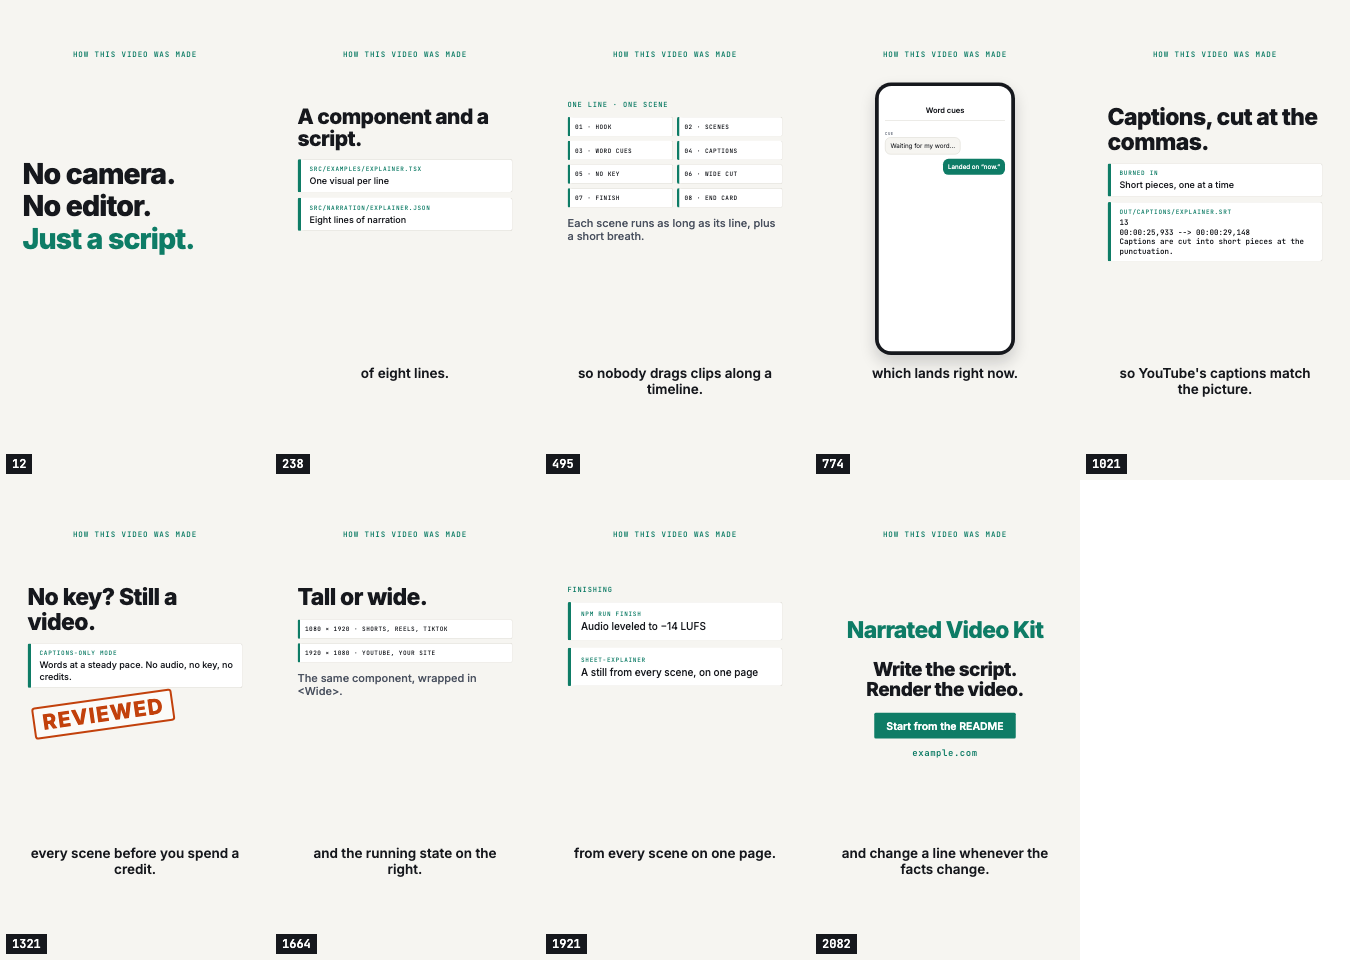 HOW THIS VIDEO WAS MADE
No camera.
No editor.
Just a script.
12
HOW THIS VIDEO WAS MADE
A component and a
script.
SRC/EXAMPLES/EXPLAINER.TSX
One visual per line
SRC/NARRATION/EXPLAINER.JSON
Eight lines of narration
of eight lines.
238
HOW THIS VIDEO WAS MADE
ONE LINE · ONE SCENE
01 · HOOK
02 · SCENES
03 · WORD CUES
04 · CAPTIONS
05 · NO KEY
06 · WIDE CUT
07 · FINISH
08 · END CARD
Each scene runs as long as its line, plus
a short breath.
so nobody drags clips along a
timeline.
495
HOW THIS VIDEO WAS MADE
Word cues
CUE
Waiting for my word...
Landed on “now.”
which lands right now.
774
HOW THIS VIDEO WAS MADE
Captions, cut at the
commas.
BURNED IN
Short pieces, one at a time
OUT/CAPTIONS/EXPLAINER.SRT
13
00:00:25,933 --> 00:00:29,148
Captions are cut into short pieces at the
punctuation.
so YouTube's captions match
the picture.
1021
HOW THIS VIDEO WAS MADE
No key? Still a
video.
CAPTIONS-ONLY MODE
Words at a steady pace. No audio, no key, no
credits.
REVIEWED
every scene before you spend a
credit.
1321
HOW THIS VIDEO WAS MADE
Tall or wide.
1080 × 1920 · SHORTS, REELS, TIKTOK
1920 × 1080 · YOUTUBE, YOUR SITE
The same component, wrapped in
<Wide>.
and the running state on the
right.
1664
HOW THIS VIDEO WAS MADE
FINISHING
NPM RUN FINISH
Audio leveled to −14 LUFS
SHEET-EXPLAINER
A still from every scene, on one page
from every scene on one page.
1921
HOW THIS VIDEO WAS MADE
Narrated Video Kit
Write the script.
Render the video.
Start from the README
example.com
and change a line whenever the
facts change.
2082